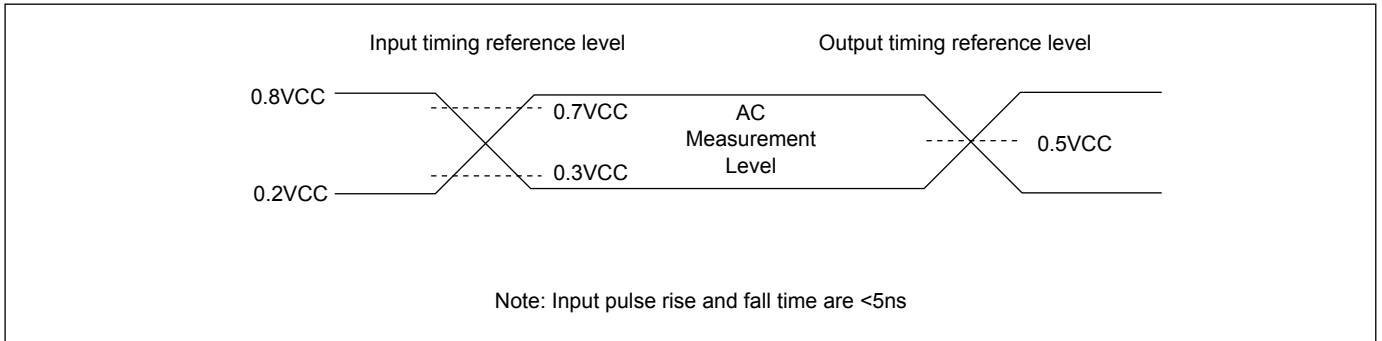 Input timing reference level
Output timing reference level
0.8VCC
0.7VCC
AC
Measurement
Level
0.5VCC
0.3VCC
0.2VCC
Note: Input pulse rise and fall time are <5ns